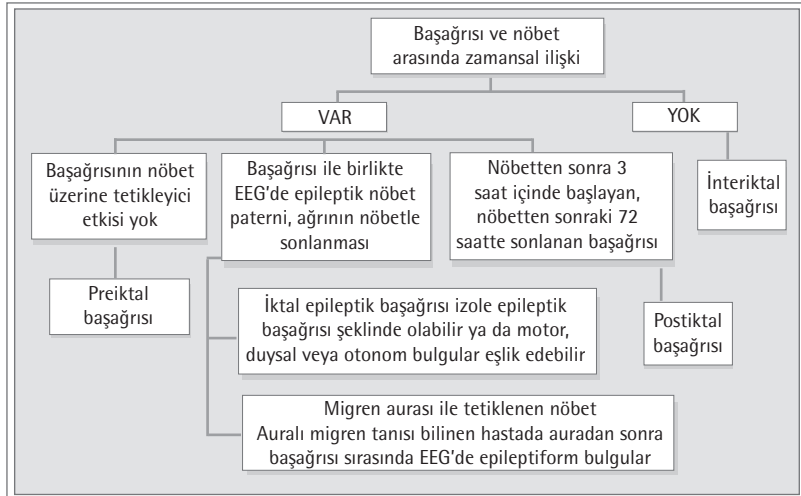 Başağrısı ve nöbet
arasında zamansal ilişki
VAR
YOK
Başağrısının nöbet
üzerine tetikleyici
etkisi yok
Başağrısı ile birlikte
EEG'de epileptik nöbet
paterni, ağrının nöbetle
sonlanması
Nöbetten sonra 3
saat içinde başlayan,
nöbetten sonraki 72
saatte sonlanan başağrısı
İnteriktal
başağrısı
Preiktal
başağrısı
İktal epileptik başağrısı izole epileptik
başağrısı şeklinde olabilir ya da motor,
duysal veya otonom bulgular eşlik edebilir
Postiktal
başağrısı
Migren aurası ile tetiklenen nöbet
Auralı migren tanısı bilinen hastada auradan sonra
başağrısı sırasında EEG'de epileptiform bulgular